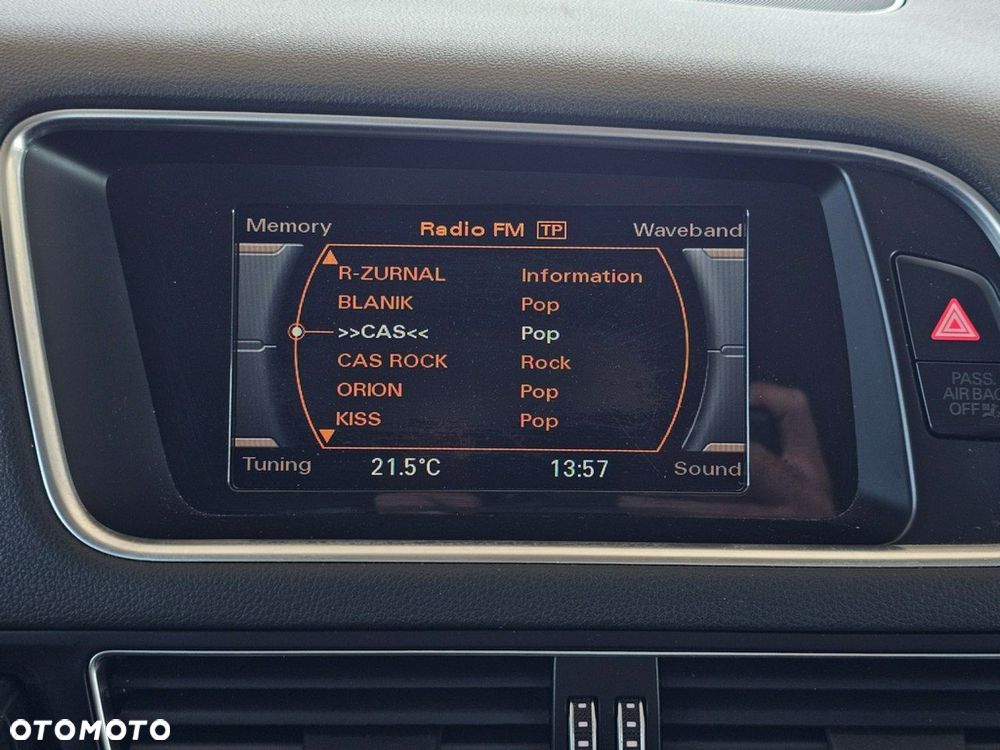 Memory Radio FM TP Waveband
R-ZURNAL Information
BLANIK Pop
>>CAS<< Pop
CAS ROCK Rock
ORION Pop
KISS Pop
Tuning 21.5°C 13:57 Sound
PASS.
AIR BAG
OFF
OTOMOTO